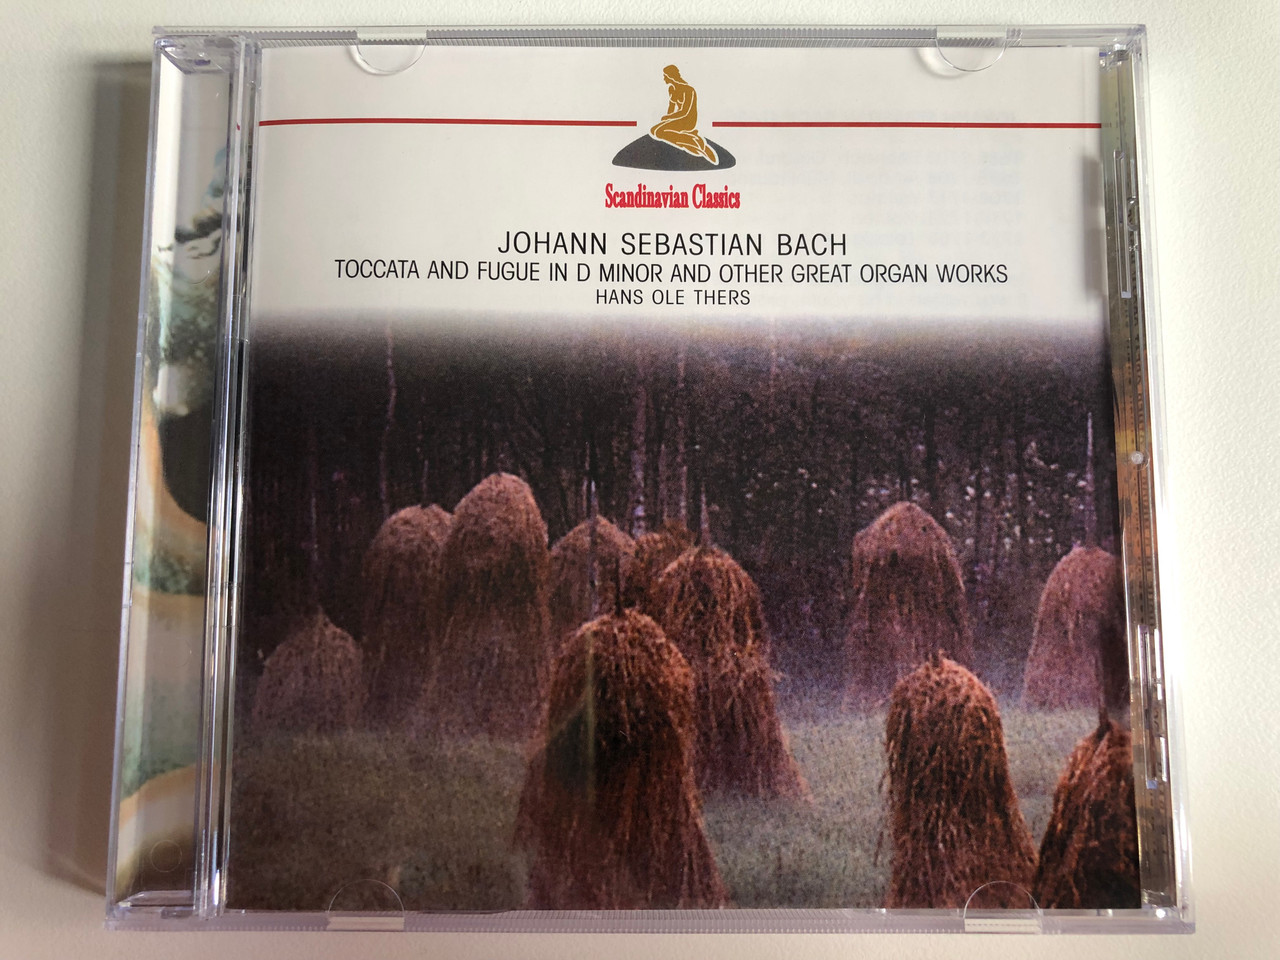 Scandinavian Classics
JOHANN SEBASTIAN BACH
TOCCATA AND FUGUE IN D MINOR AND OTHER GREAT ORGAN WORKS
HANS OLE THERS